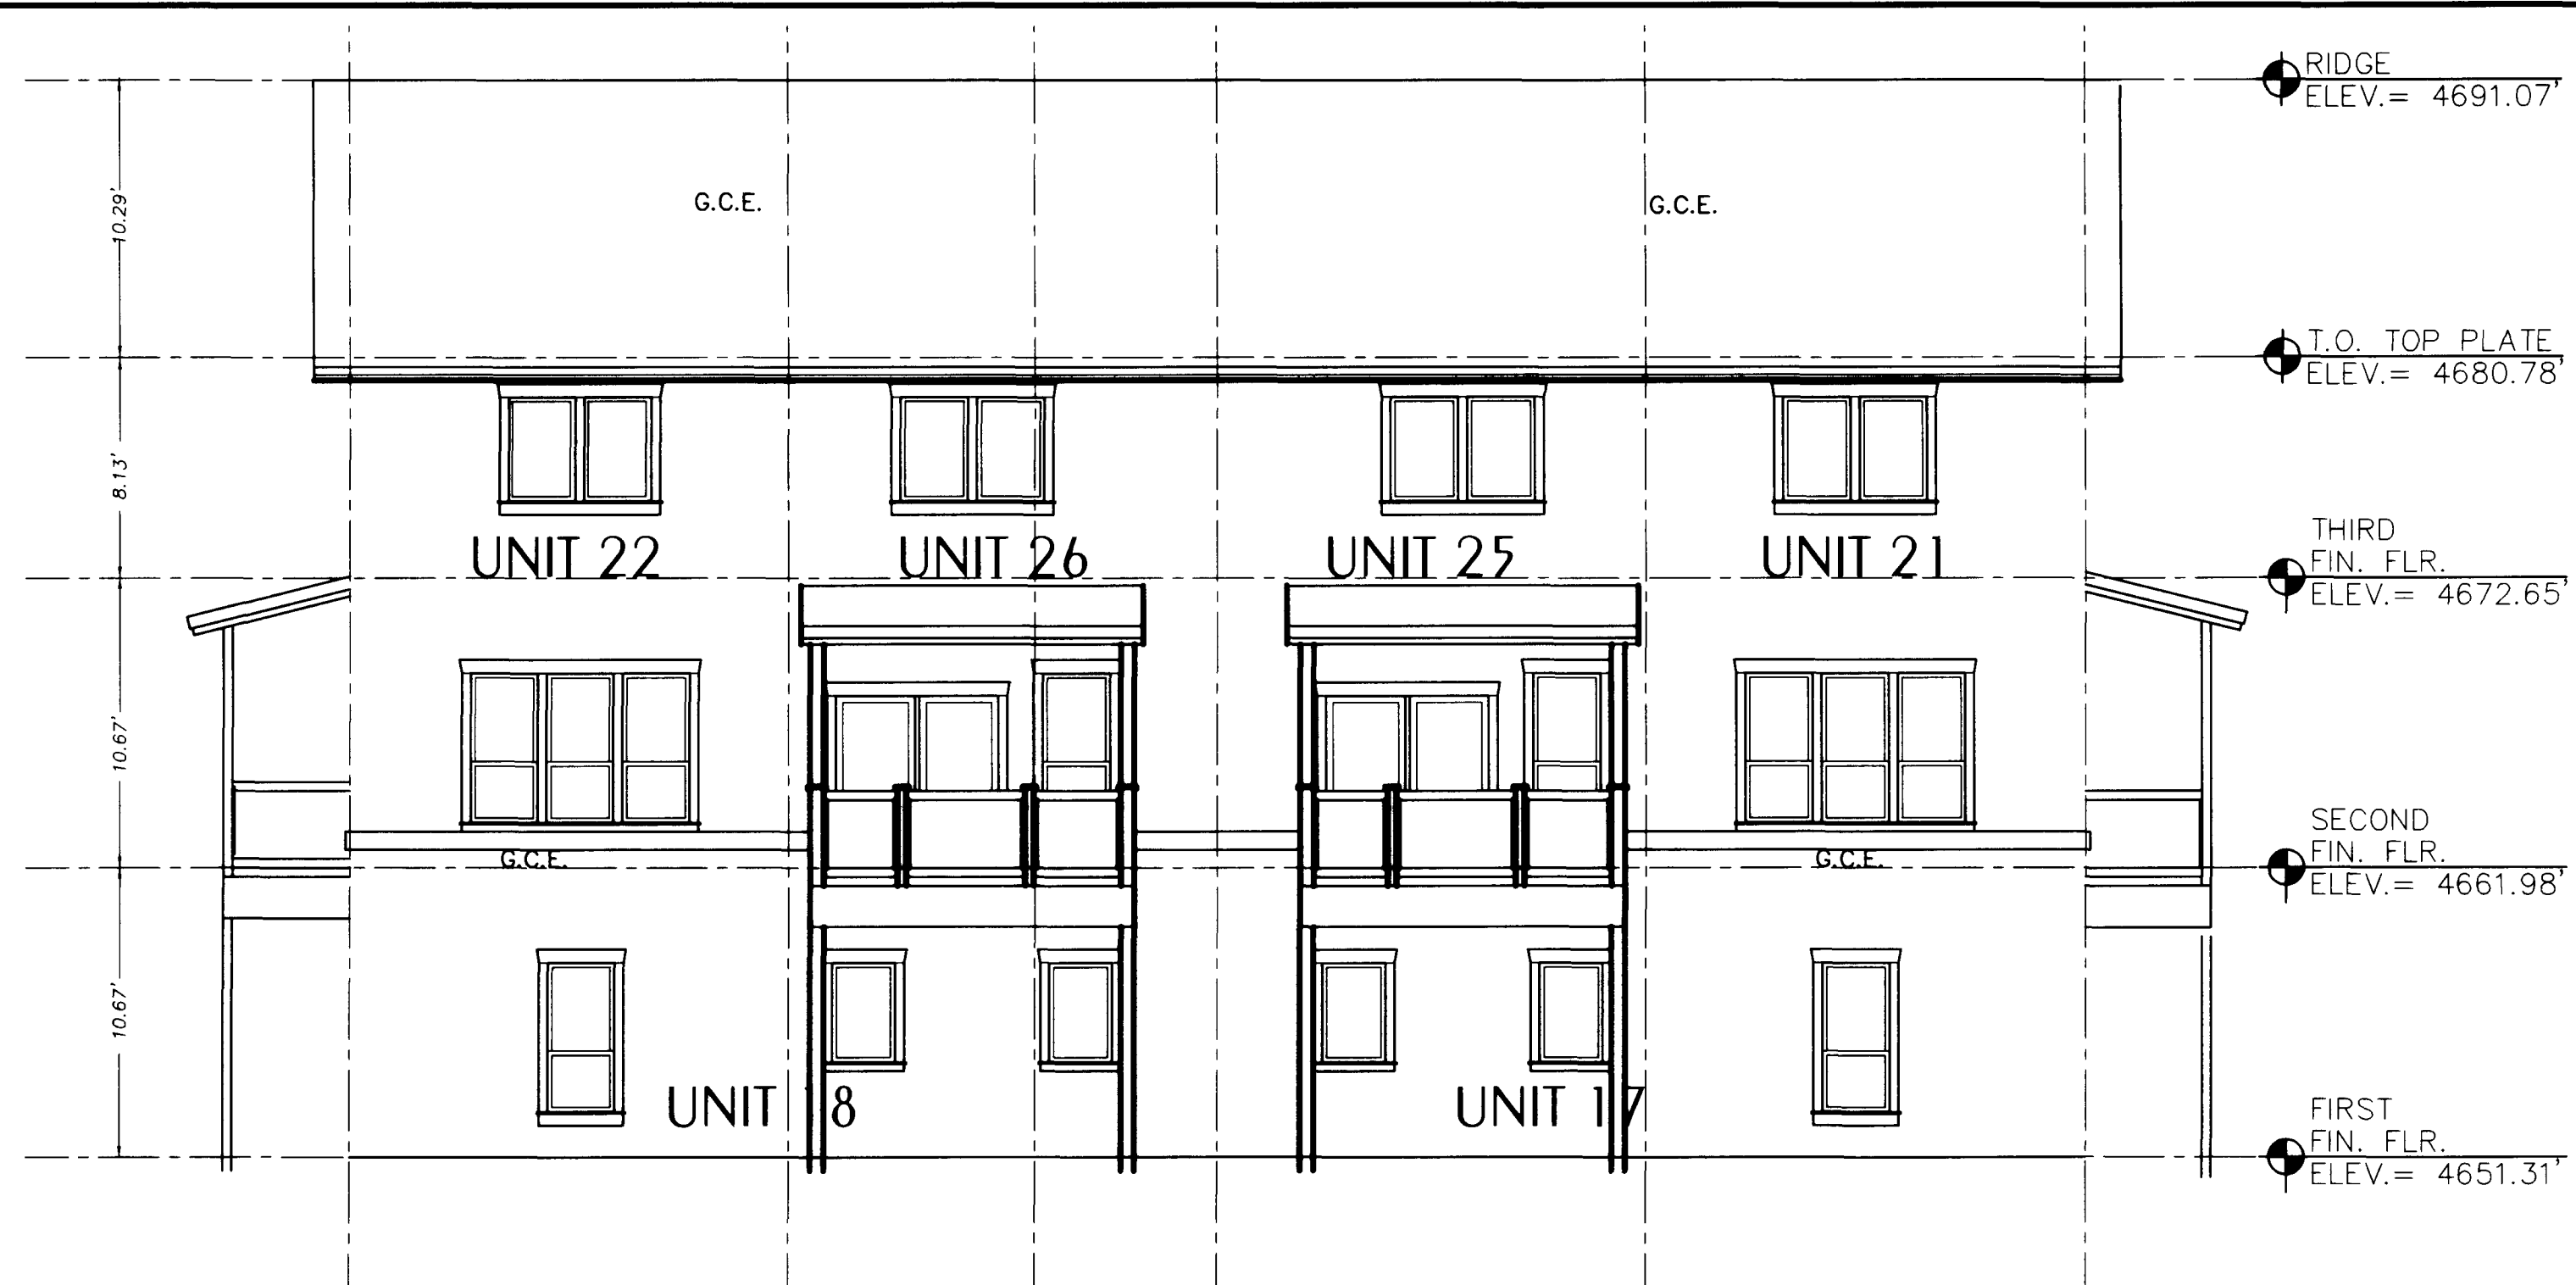 RIDGE
ELEV.= 4691.07'
10.29'
G.C.E.
G.C.E.
T.O. TOP PLATE
ELEV.= 4680.78'
8.13'
UNIT 22
UNIT 26
UNIT 25
UNIT 21
THIRD
FIN. FLR.
ELEV.= 4672.65'
10.67'
SECOND
FIN. FLR.
ELEV.= 4661.98'
G.C.E.
G.C.E.
10.67'
UNIT 18
UNIT 17
FIRST
FIN. FLR.
ELEV.= 4651.31'